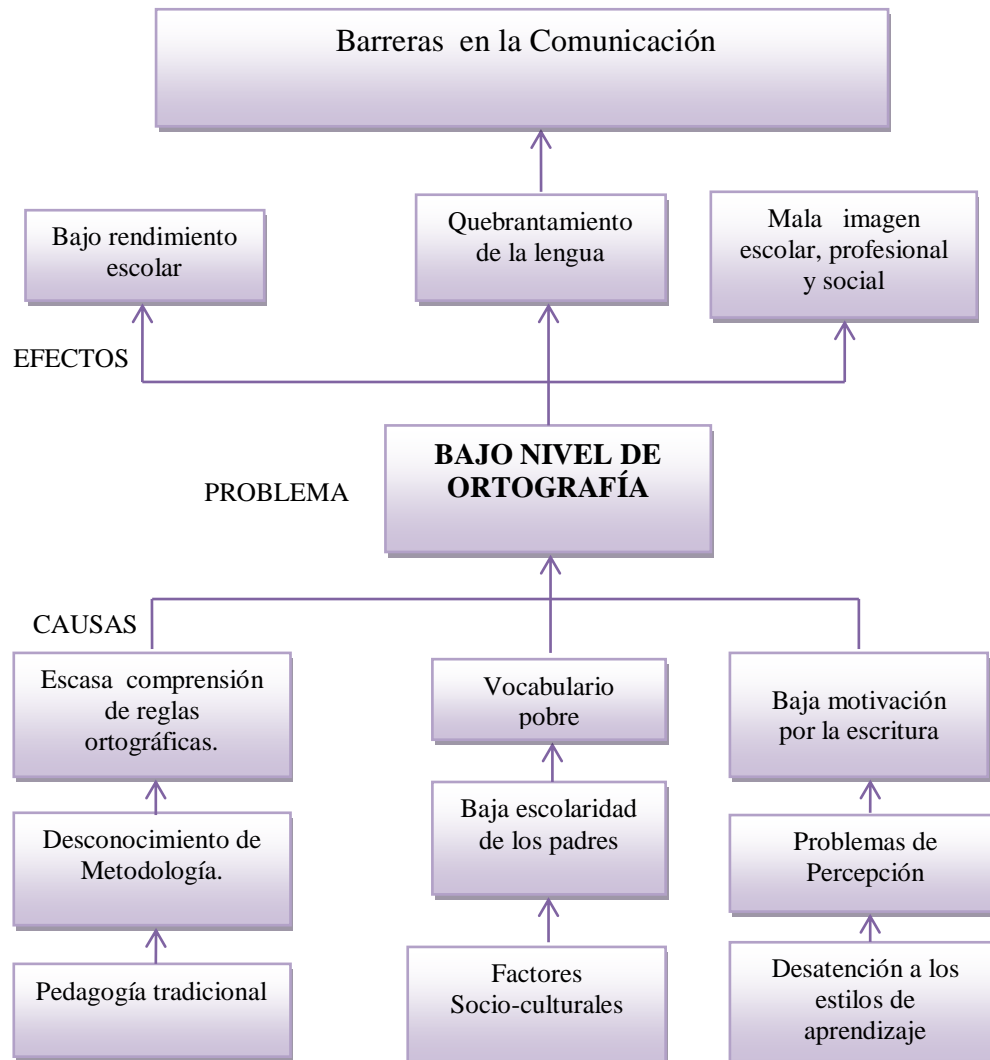 Barreras en la Comunicación
Bajo rendimiento
escolar
Quebrantamiento
de la lengua
Mala imagen
escolar, profesional
y social
EFECTOS
PROBLEMA
BAJO NIVEL DE
ORTOGRAFÍA
CAUSAS
Escasa comprensión
de reglas
ortográficas.
Vocabulario
pobre
Baja motivación
por la escritura
Desconocimiento de
Metodología.
Baja escolaridad
de los padres
Problemas de
Percepción
Pedagogía tradicional
Factores
Socio-culturales
Desatención a los
estilos de
aprendizaje